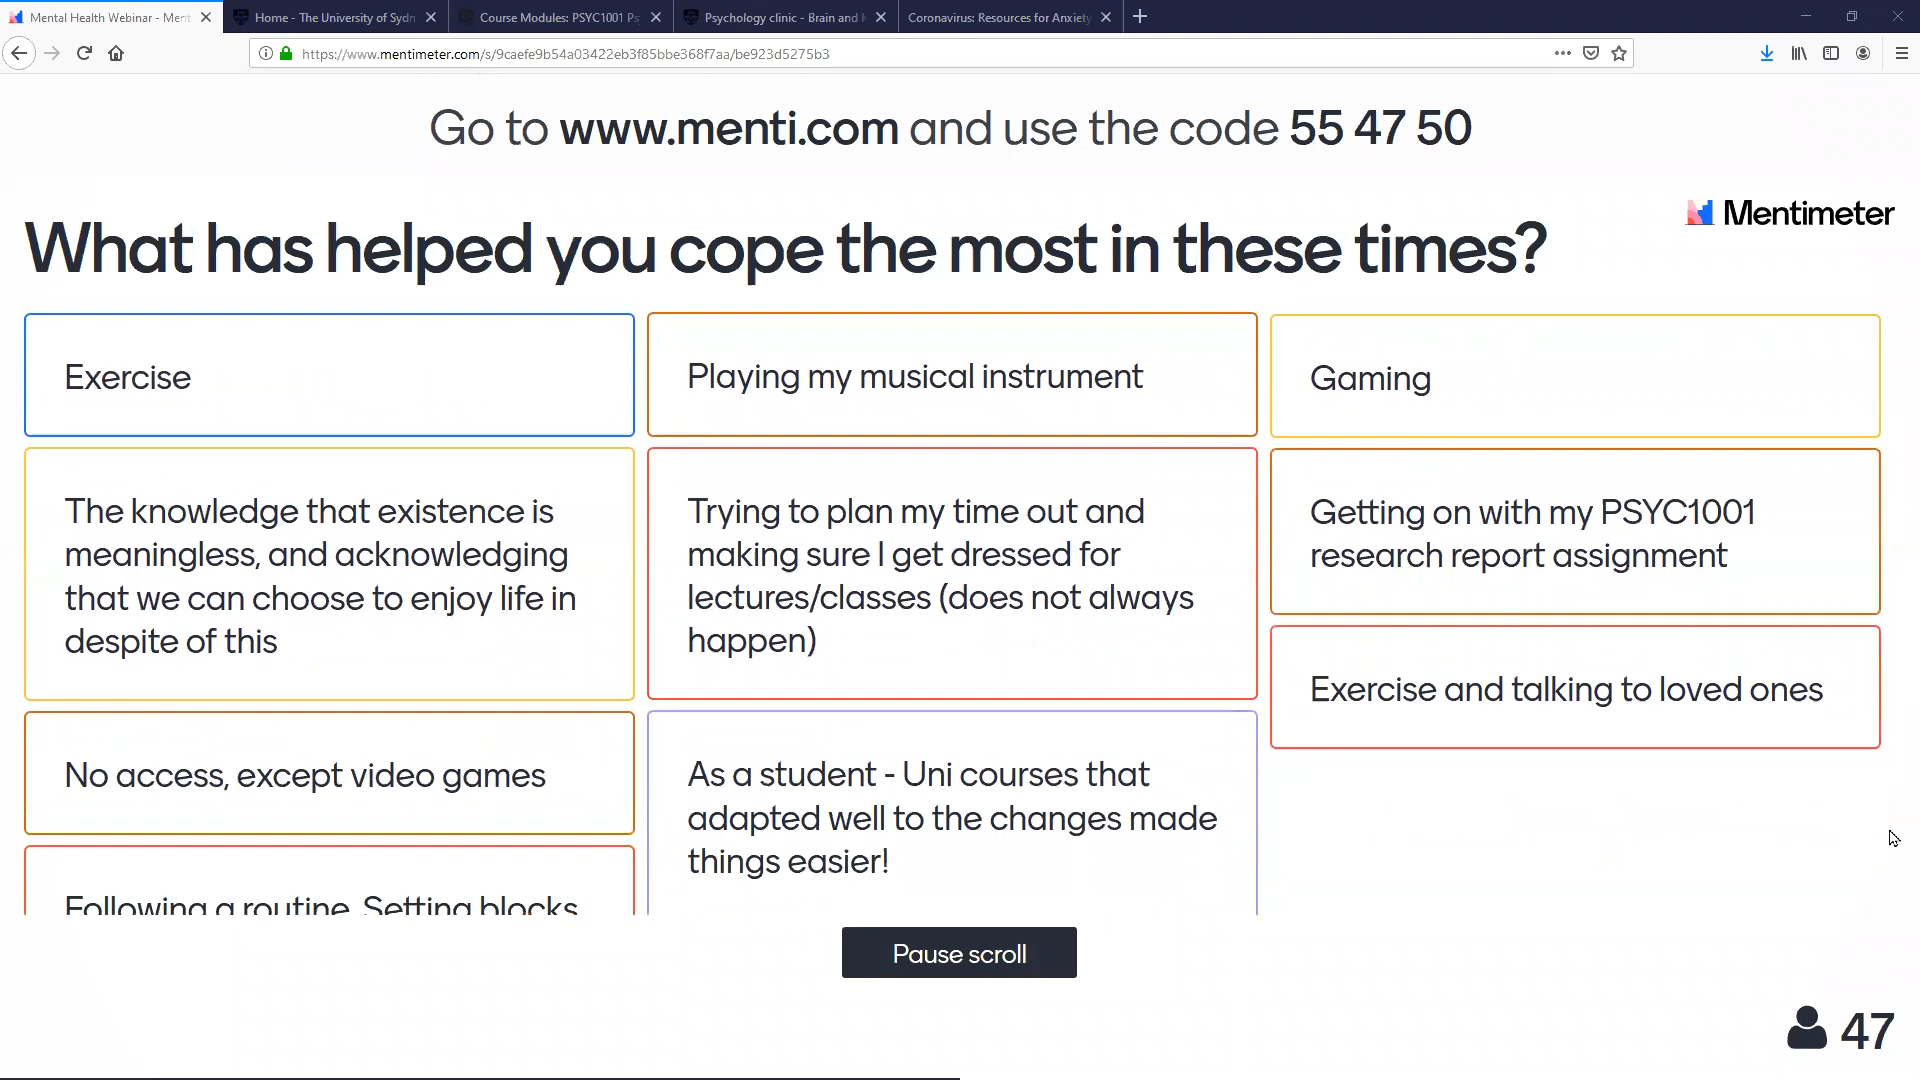 Mental Health Webinar - Ment
Home - The University of Sydn
Course Modules: PSYC1001 Ps
Psychology clinic - Brain and
Coronavirus: Resources for Anxiety
https://www.mentimeter.com/s/9caefe9b54a03422eb3f85bbe368f7aa/be923d5275b3
Go to www.menti.com and use the code 55 47 50
Mentimeter
What has helped you cope the most in these times?
Exercise
The knowledge that existence is
meaningless, and acknowledging
that we can choose to enjoy life in
despite of this
No access, except video games
Following a routine. Setting blocks
Playing my musical instrument
Trying to plan my time out and
making sure I get dressed for
lectures/classes (does not always
happen)
As a student - Uni courses that
adapted well to the changes made
things easier!
Gaming
Getting on with my PSYC1001
research report assignment
Exercise and talking to loved ones
Pause scroll
47